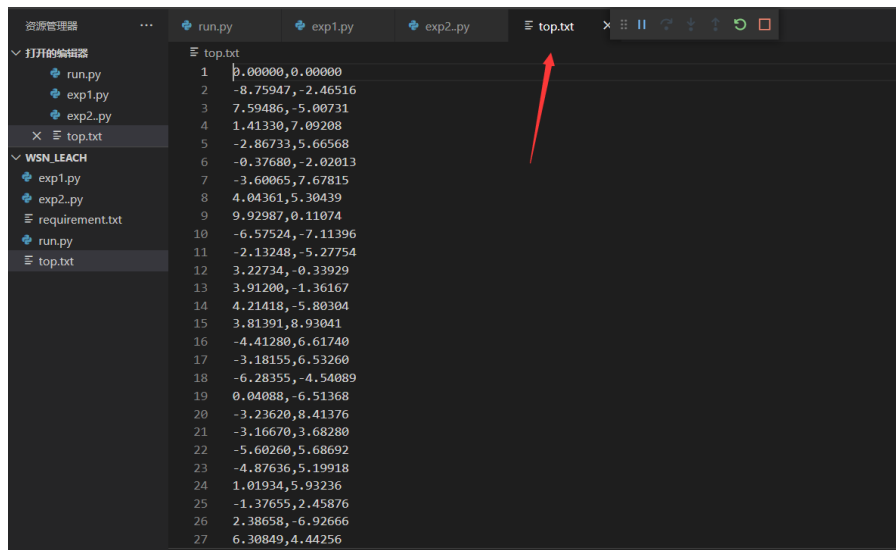 资源管理器 ···
打开的编辑器
run.py
exp1.py
exp2..py
top.txt
WSN_LEACH
exp1.py
exp2..py
requirement.txt
run.py
top.txt
run.py exp1.py exp2..py top.txt
top.txt
1 0.00000,0.00000
2 -8.75947,-2.46516
3 7.59486,-5.00731
4 1.41330,7.09208
5 -2.86733,5.66568
6 -0.37680,-2.02013
7 -3.60065,7.67815
8 4.04361,5.30439
9 9.92987,0.11074
10 -6.57524,-7.11396
11 -2.13248,-5.27754
12 3.22734,-0.33929
13 3.91200,-1.36167
14 4.21418,-5.80304
15 3.81391,8.93041
16 -4.41280,6.61740
17 -3.18155,6.53260
18 -6.28355,-4.54089
19 0.04088,-6.51368
20 -3.23620,8.41376
21 -3.16670,3.68280
22 -5.60260,5.68692
23 -4.87636,5.19918
24 1.01934,5.93236
25 -1.37655,2.45876
26 2.38658,-6.92666
27 6.30849,4.44256